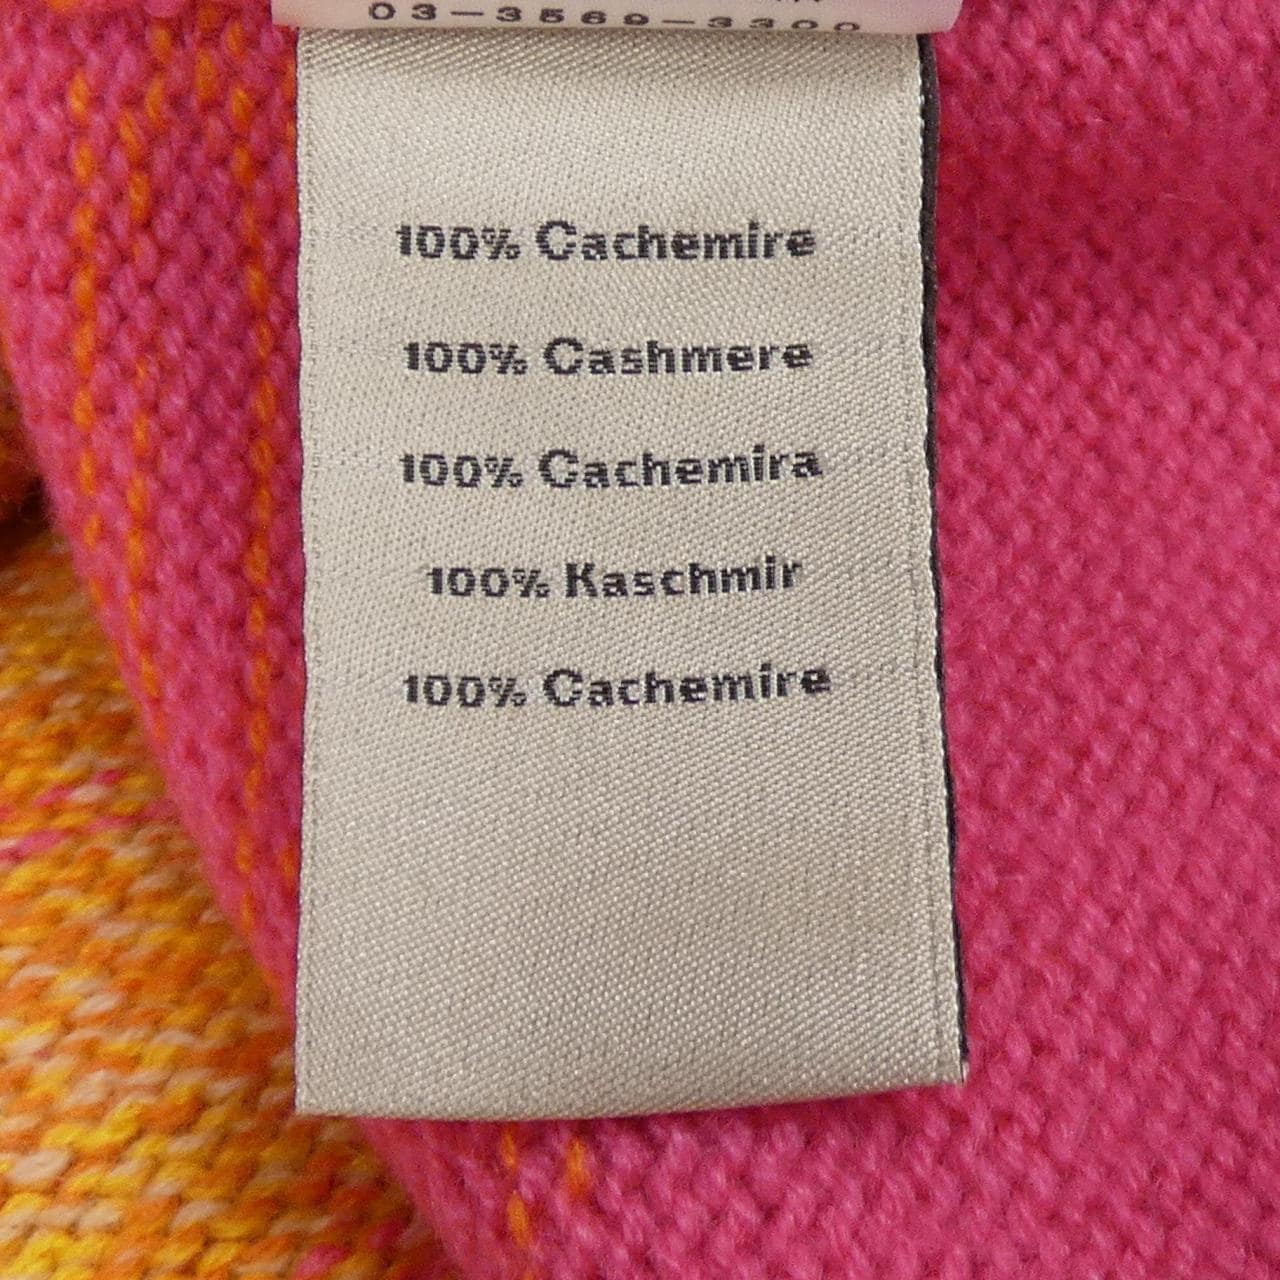 03-3569-3300
100% Cachemire
100% Cashmere
100% Cachemira
100% Kaschmir
100% Cachemire